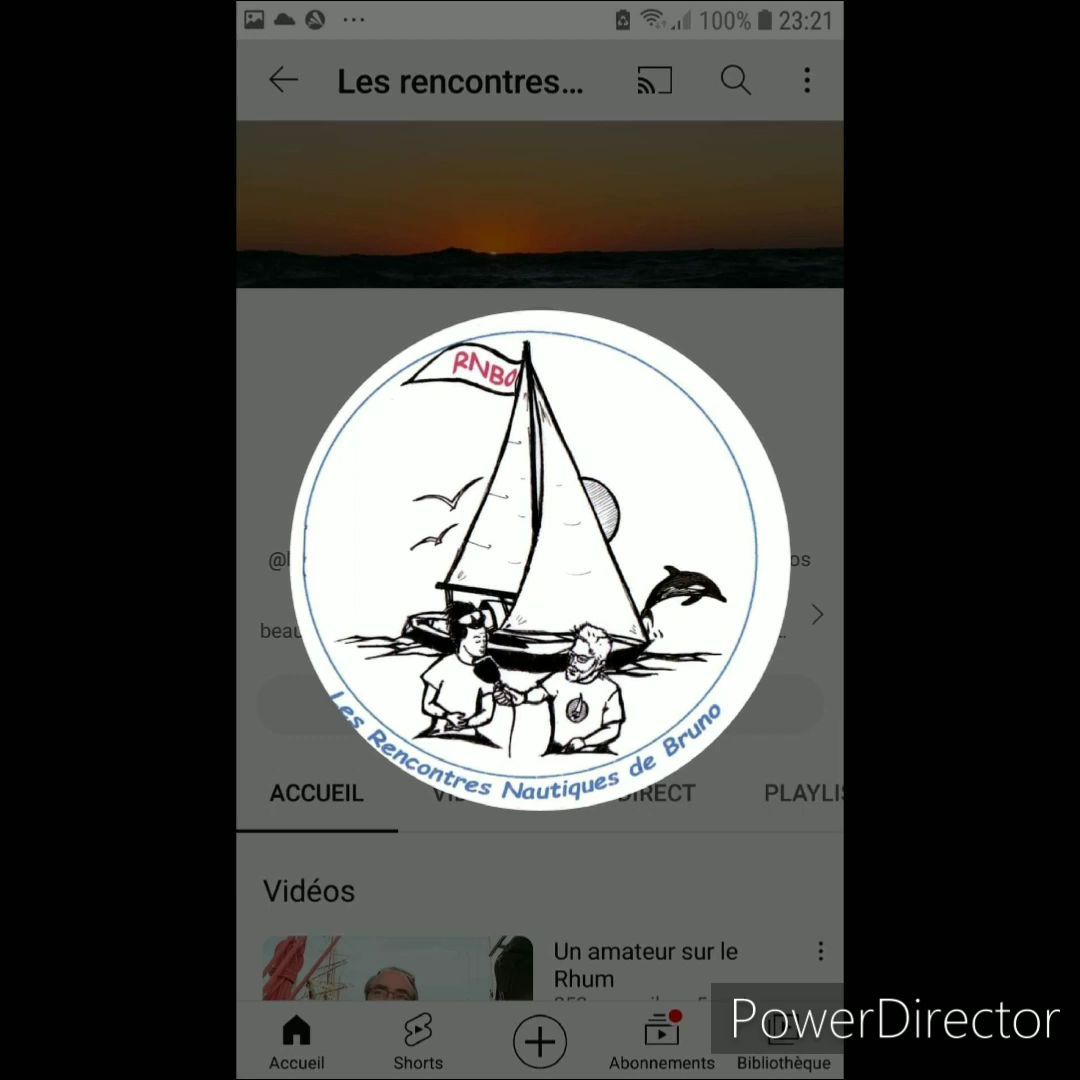 100% 23:21
Les rencontres...
RNBO
ACCUEIL
PLAYLIS
Les Rencontres Nautiques de Bruno
Vidéos
Un amateur sur le
Rhum
Accueil
Shorts
Abonnements
Bibliothèque
PowerDirector